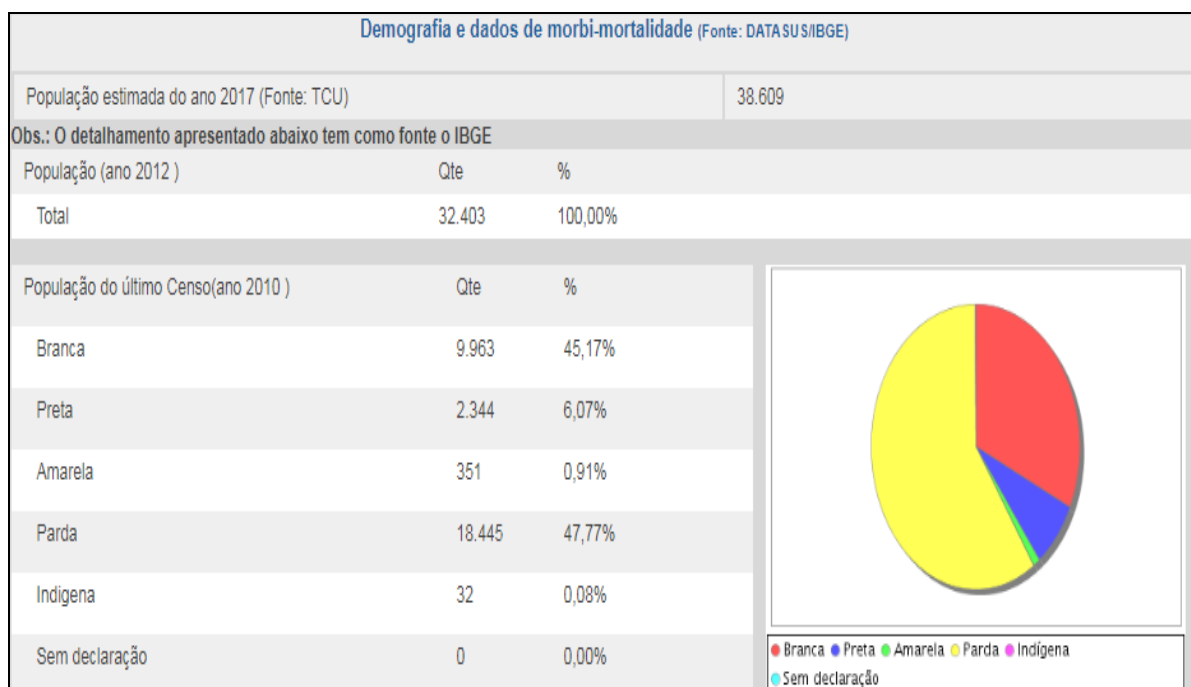 Demografia e dados de morbi-mortalidade (Fonte: DATASUS/IBGE)
População estimada do ano 2017 (Fonte: TCU) 38.609
Obs.: O detalhamento apresentado abaixo tem como fonte o IBGE
População (ano 2012 ) Qte %
Total 32.403 100,00%
População do último Censo(ano 2010 ) Qte %
Branca 9.963 45,17%
Preta 2.344 6,07%
Amarela 351 0,91%
Parda 18.445 47,77%
Indigena 32 0,08%
Sem declaração 0 0,00%
Branca Preta Amarela Parda Indígena
Sem declaração